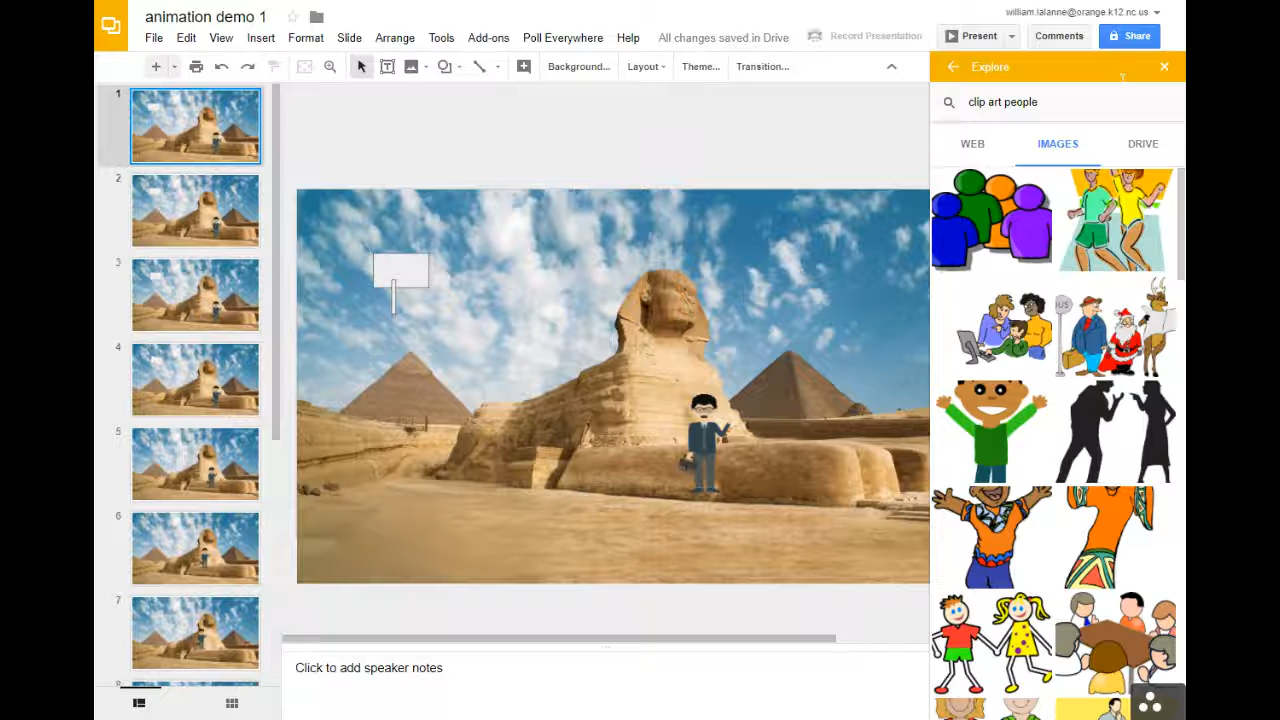 animation demo 1
william.lalanne@orange.k12.nc.us
File Edit View Insert Format Slide Arrange Tools Add-ons Poll Everywhere Help All changes saved in Drive
Record Presentation
Present
Comments
Share
Background...
Layout
Theme...
Transition...
Explore
clip art people
WEB IMAGES DRIVE
1
2
3
4
5
6
7
Click to add speaker notes